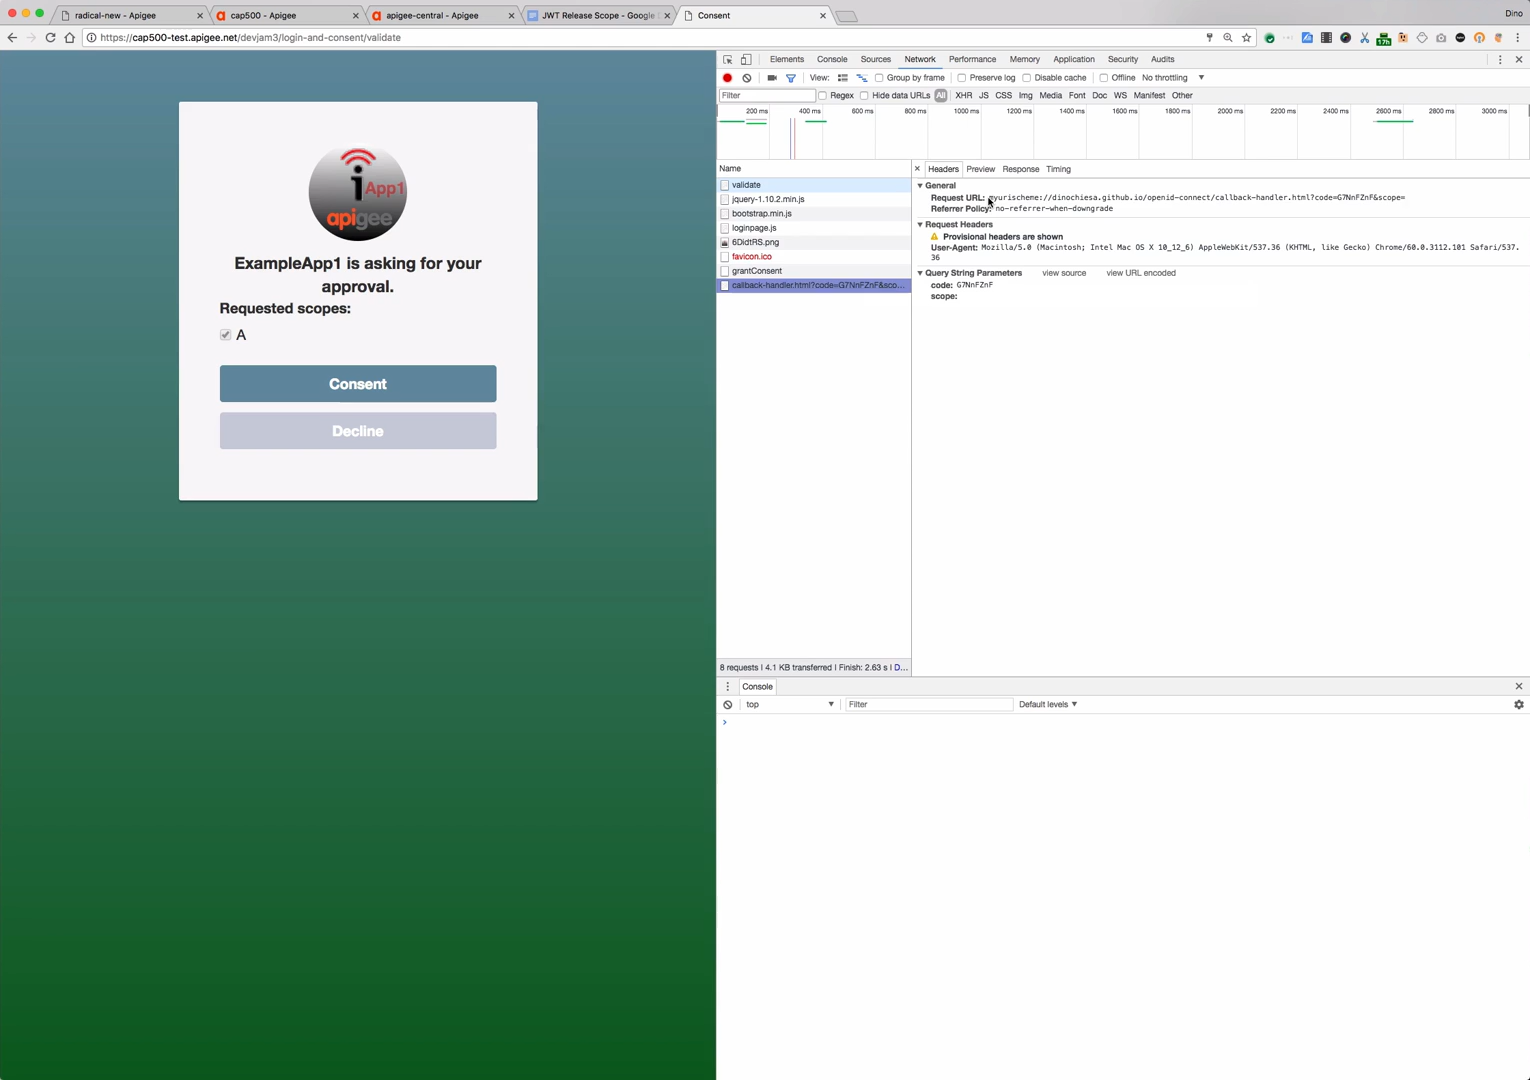 radical-new - Apigee
cap500 - Apigee
apigee-central - Apigee
JWT Release Scope - Google
Consent
Dino
https://cap500-test.apigee.net/devjam3/login-and-consent/validate
17h
i App1
apigee
ExampleApp1 is asking for your
approval.
Requested scopes:
A
Consent
Decline
Elements Console Sources Network Performance Memory Application Security Audits
View: Group by frame Preserve log Disable cache Offline No throttling
Filter Regex Hide data URLs All XHR JS CSS Img Media Font Doc WS Manifest Other
200 ms 400 ms 600 ms 800 ms 1000 ms 1200 ms 1400 ms 1600 ms 1800 ms 2000 ms 2200 ms 2400 ms 2600 ms 2800 ms 3000 ms
Name
validate
jquery-1.10.2.min.js
bootstrap.min.js
loginpage.js
6DidtRS.png
favicon.ico
grantConsent
callback-handler.html?code=G7NnFZnF&sco...
8 requests | 4.1 KB transferred | Finish: 2.63 s | D...
Headers Preview Response Timing
General
Request URL: yurischeme://dinochiesa.github.io/openid-connect/callback-handler.html?code=G7NnFZnF&scope=
Referrer Policy: no-referrer-when-downgrade
Request Headers
Provisional headers are shown
User-Agent: Mozilla/5.0 (Macintosh; Intel Mac OS X 10_12_6) AppleWebKit/537.36 (KHTML, like Gecko) Chrome/60.0.3112.101 Safari/537.
36
Query String Parameters view source view URL encoded
code: G7NnFZnF
scope:
Console
top Filter Default levels